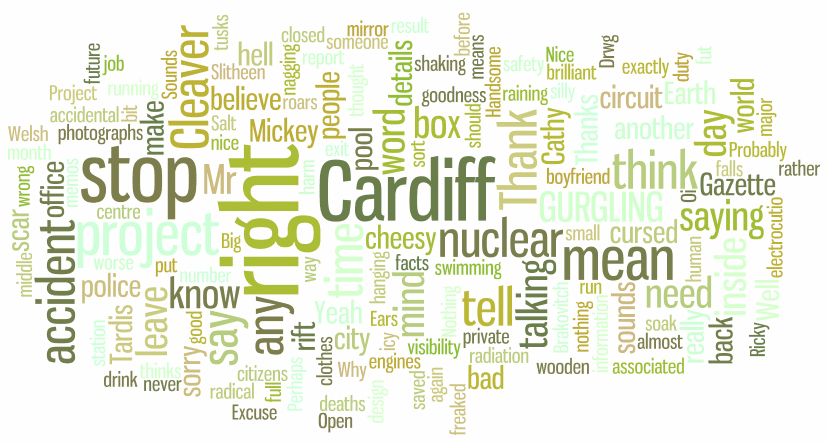 before
tusks
closed
mirror
result
Cleaver
someone
future
job
Sounds
hell
nagging
report
details
shaking
means
Handsome
Nice
Drwg
Slitheen
thought
safety
brilliant
exactly
duty
fut
Project
running
believe
roars
people
goodness
raining
silly
circuit
Earth
world
accidental
bit
make
Salt
Mickey
word
box
should
Cathy
Thanks
another
day
major
Welsh
photographs
nice
exit
pool
sort
Thank
Probably
month
memos
office
stop
Mr
right
harm
Cardiff
think
falls
rather
wrong
boyfriend
Oi
Gazette
scar
centre
project
Big
time
cheesy
nuclear
GURGLING
small
cursed
saying
electrocutio
middle
accident
worse
put
way
facts
swimming
mean
human
inside
Well
police
know
number
any
hanging
mind
tell
talking
Brakovitch
run
sounds
need
Tardis
leave
say
rift
Yeah
Ears
Nothing
nothing
information
soak
really
back
Ricky
station
sorry
good
city
icy
visibility
private
almost
thinks
clothes
Why
engines
radiation
wooden
associated
drink
never
citizens
full
Perhaps
design
saved
again
bad
radical
deaths
freaked
Excuse
Open